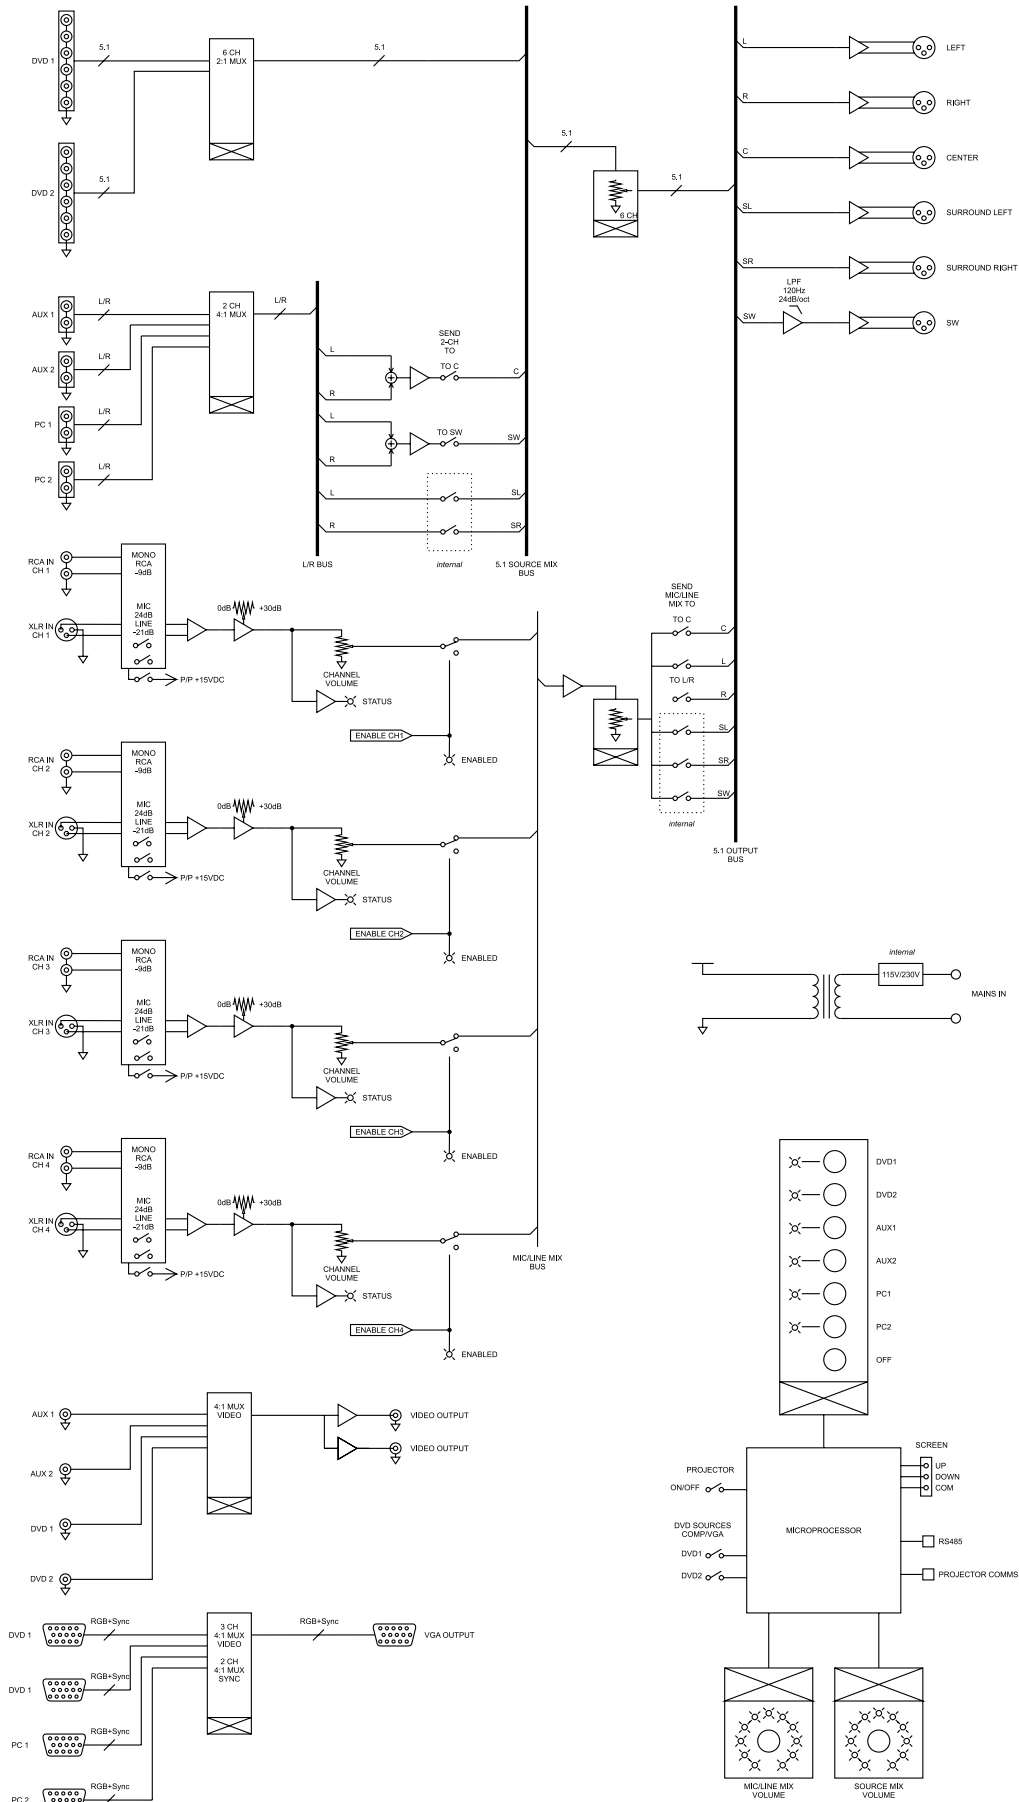 DVD 1
5.1
6 CH
2:1 MUX
5.1
DVD 2
5.1
5.1
6 CH
5.1
L
LEFT
R
RIGHT
C
CENTER
SL
SURROUND LEFT
SR
SURROUND RIGHT
LPF
120Hz
24dB/oct
SW
SW
AUX 1
L/R
2 CH
4:1 MUX
L/R
AUX 2
L/R
PC 1
L/R
PC 2
L/R
SEND
2-CH
TO
L
TO C
C
R
L
TO SW
SW
R
L
SL
R
SR
L/R BUS
internal
5.1 SOURCE MIX
BUS
RCA IN
CH 1
MONO
RCA
-9dB
XLR IN
CH 1
MIC
24dB
LINE
-21dB
P/P +15VDC
0dB
+30dB
CHANNEL
VOLUME
STATUS
ENABLE CH1
ENABLED
RCA IN
CH 2
MONO
RCA
-9dB
XLR IN
CH 2
MIC
24dB
LINE
-21dB
P/P +15VDC
0dB
+30dB
CHANNEL
VOLUME
STATUS
ENABLE CH2
ENABLED
RCA IN
CH 3
MONO
RCA
-9dB
XLR IN
CH 3
MIC
24dB
LINE
-21dB
P/P +15VDC
0dB
+30dB
CHANNEL
VOLUME
STATUS
ENABLE CH3
ENABLED
RCA IN
CH 4
MONO
RCA
-9dB
XLR IN
CH 4
MIC
24dB
LINE
-21dB
P/P +15VDC
0dB
+30dB
CHANNEL
VOLUME
STATUS
ENABLE CH4
ENABLED
MIC/LINE MIX
BUS
SEND
MIC/LINE
MIX TO
TO C
C
L
TO L/R
R
SL
SR
SW
internal
5.1 OUTPUT
BUS
internal
115V/230V
MAINS IN
DVD1
DVD2
AUX1
AUX2
PC1
PC2
OFF
AUX 1
4:1 MUX
VIDEO
VIDEO OUTPUT
VIDEO OUTPUT
AUX 2
DVD 1
DVD 2
PROJECTOR
ON/OFF
DVD SOURCES
COMP/VGA
DVD1
DVD2
MICROPROCESSOR
SCREEN
UP
DOWN
COM
RS485
PROJECTOR COMMS
DVD 1
RGB+Sync
3 CH
4:1 MUX
VIDEO
2 CH
4:1 MUX
SYNC
RGB+Sync
VGA OUTPUT
DVD 1
RGB+Sync
PC 1
RGB+Sync
PC 2
RGB+Sync
MIC/LINE MIX
VOLUME
SOURCE MIX
VOLUME